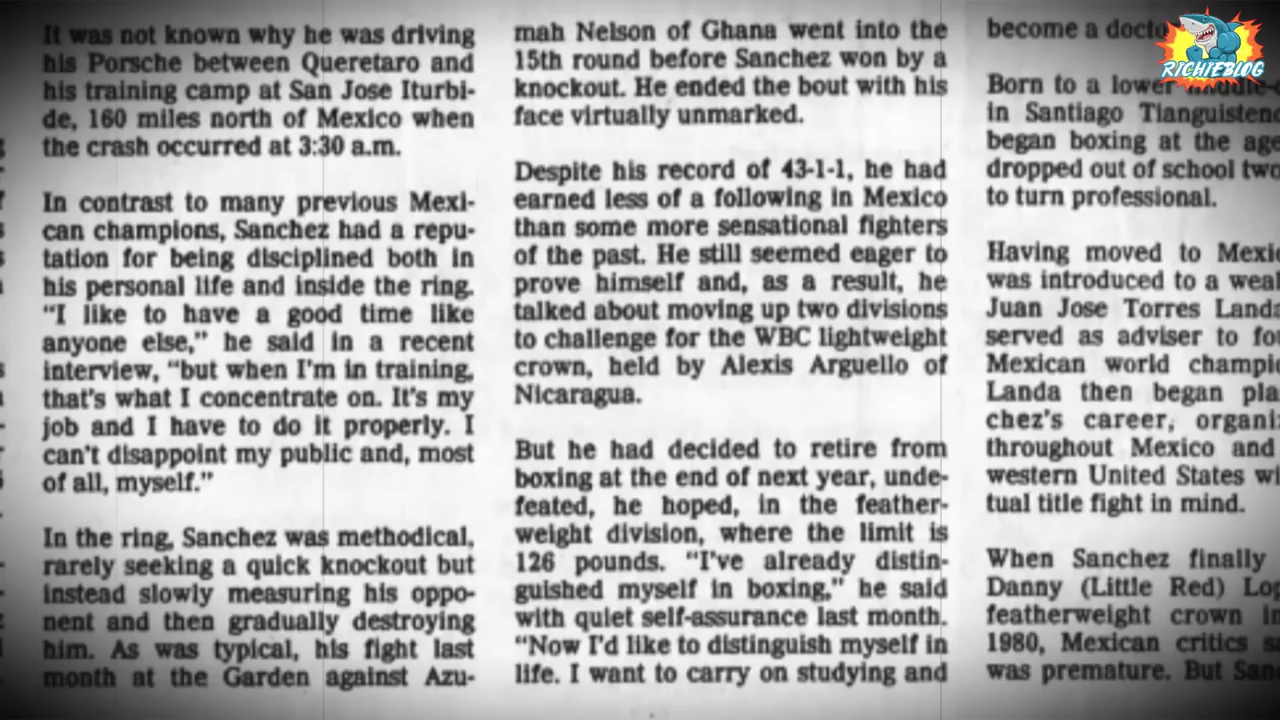 It was not known why he was driving
his Porsche between Queretaro and
his training camp at San Jose Iturbi-
de, 160 miles north of Mexico when
the crash occurred at 3:30 a.m.
In contrast to many previous Mexi-
can champions, Sanchez had a repu-
tation for being disciplined both in
his personal life and inside the ring.
“I like to have a good time like
anyone else,” he said in a recent
interview, “but when I'm in training,
that's what I concentrate on. It's my
job and I have to do it properly. I
can't disappoint my public and, most
of all, myself.”
In the ring, Sanchez was methodical,
rarely seeking a quick knockout but
instead slowly measuring his oppo-
nent and then gradually destroying
him. As was typical, his fight last
month at the Garden against Azu-
mah Nelson of Ghana went into the
15th round before Sanchez won by a
knockout. He ended the bout with his
face virtually unmarked.
Despite his record of 43-1-1, he had
earned less of a following in Mexico
than some more sensational fighters
of the past. He still seemed eager to
prove himself and, as a result, he
talked about moving up two divisions
to challenge for the WBC lightweight
crown, held by Alexis Arguello of
Nicaragua.
But he had decided to retire from
boxing at the end of next year, unde-
feated, he hoped, in the feather-
weight division, where the limit is
126 pounds. “I've already distin-
guished myself in boxing,” he said
with quiet self-assurance last month.
“Now I'd like to distinguish myself in
life. I want to carry on studying and
become a
Born to a lower
in Santiago
began boxing at the
dropped out of school
to turn professional.
Having moved to
was introduced to a
Juan Jose Torres
served as adviser to
Mexican world
Landa then began
chez's career,
throughout Mexico and
western United States
tual title fight in mind.
When Sanchez finally
Danny (Little Red)
featherweight crown
1980, Mexican critics
was premature. But
RICHIEBLOG